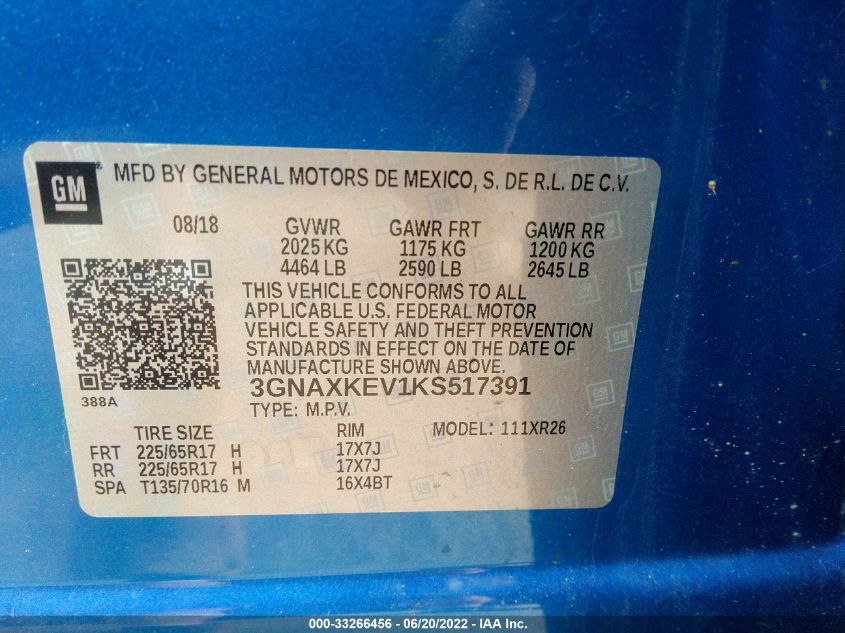 GM ® MFD BY GENERAL MOTORS DE MEXICO, S. DE R.L. DE C.V.
08/18 GVWR GAWR FRT GAWR RR
2025 KG 1175 KG 1200 KG
4464 LB 2590 LB 2645 LB
THIS VEHICLE CONFORMS TO ALL
APPLICABLE U.S. FEDERAL MOTOR
VEHICLE SAFETY AND THEFT PREVENTION
STANDARDS IN EFFECT ON THE DATE OF
MANUFACTURE SHOWN ABOVE.
388A 3GNAXKEV1KS517391
TYPE: M.P.V.
TIRE SIZE RIM MODEL: 111XR26
FRT 225/65R17 H 17X7J
RR 225/65R17 H 17X7J
SPA T135/70R16 M 16X4BT
000-33266456 - 06/20/2022 - IAA Inc.